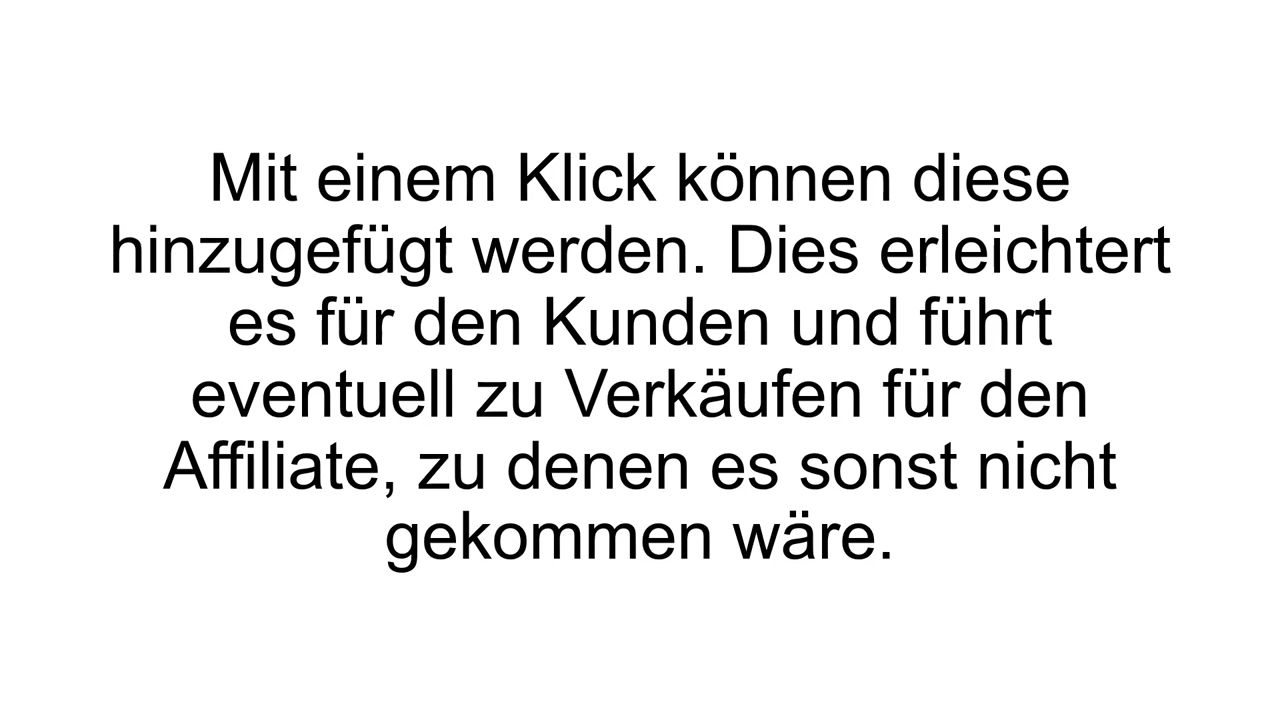 Mit einem Klick können diese
hinzugefügt werden. Dies erleichtert
es für den Kunden und führt
eventuell zu Verkäufen für den
Affiliate, zu denen es sonst nicht
gekommen wäre.